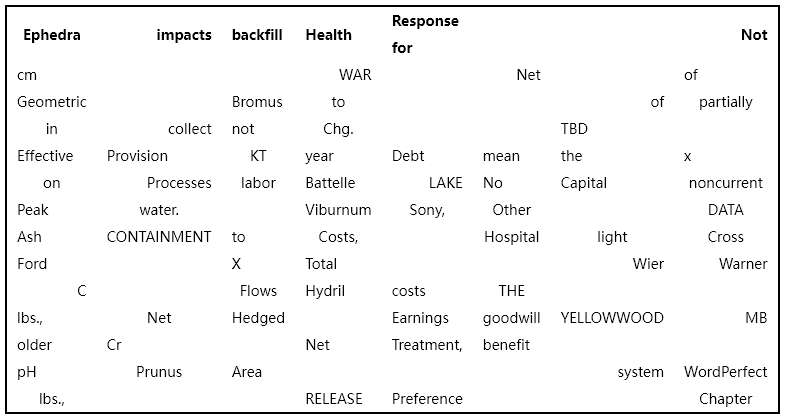 Ephedra impacts backfill Health Response for Not
cm WAR Net of
Geometric Bromus to of partially
in collect not Chg. TBD
Effective Provision KT year Debt mean the x
on Processes labor Battelle LAKE No Capital noncurrent
Peak water. Viburnum Sony, Other DATA
Ash CONTAINMENT to Costs, Hospital light Cross
Ford X Total Wier Warner
C Flows Hydril costs THE
lbs., Net Hedged Earnings goodwill YELLOWWOOD MB
older Cr Net Treatment, benefit
pH Prunus Area system WordPerfect
lbs., RELEASE Preference Chapter